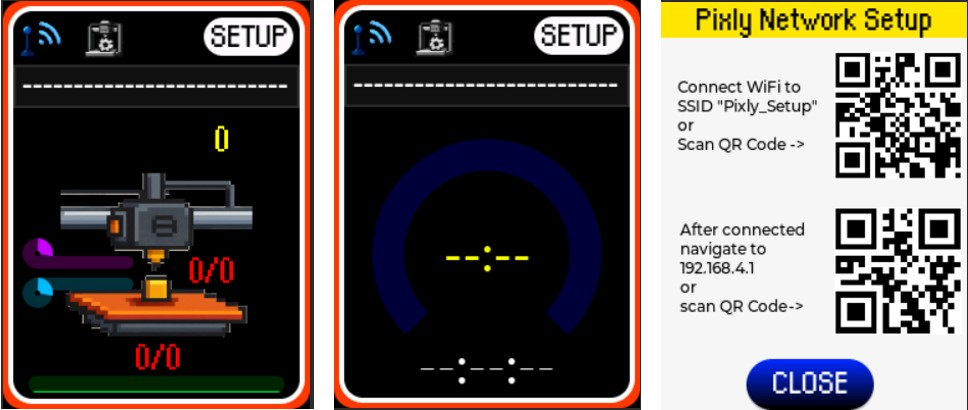 SETUP
------------------------------
0
0/0
0/0
SETUP
------------------------------
--:--
--:--:--
Pixly Network Setup
Connect WiFi to
SSID "Pixly_Setup"
or
Scan QR Code ->
After connected
navigate to
192.168.4.1
or
scan QR Code->
CLOSE